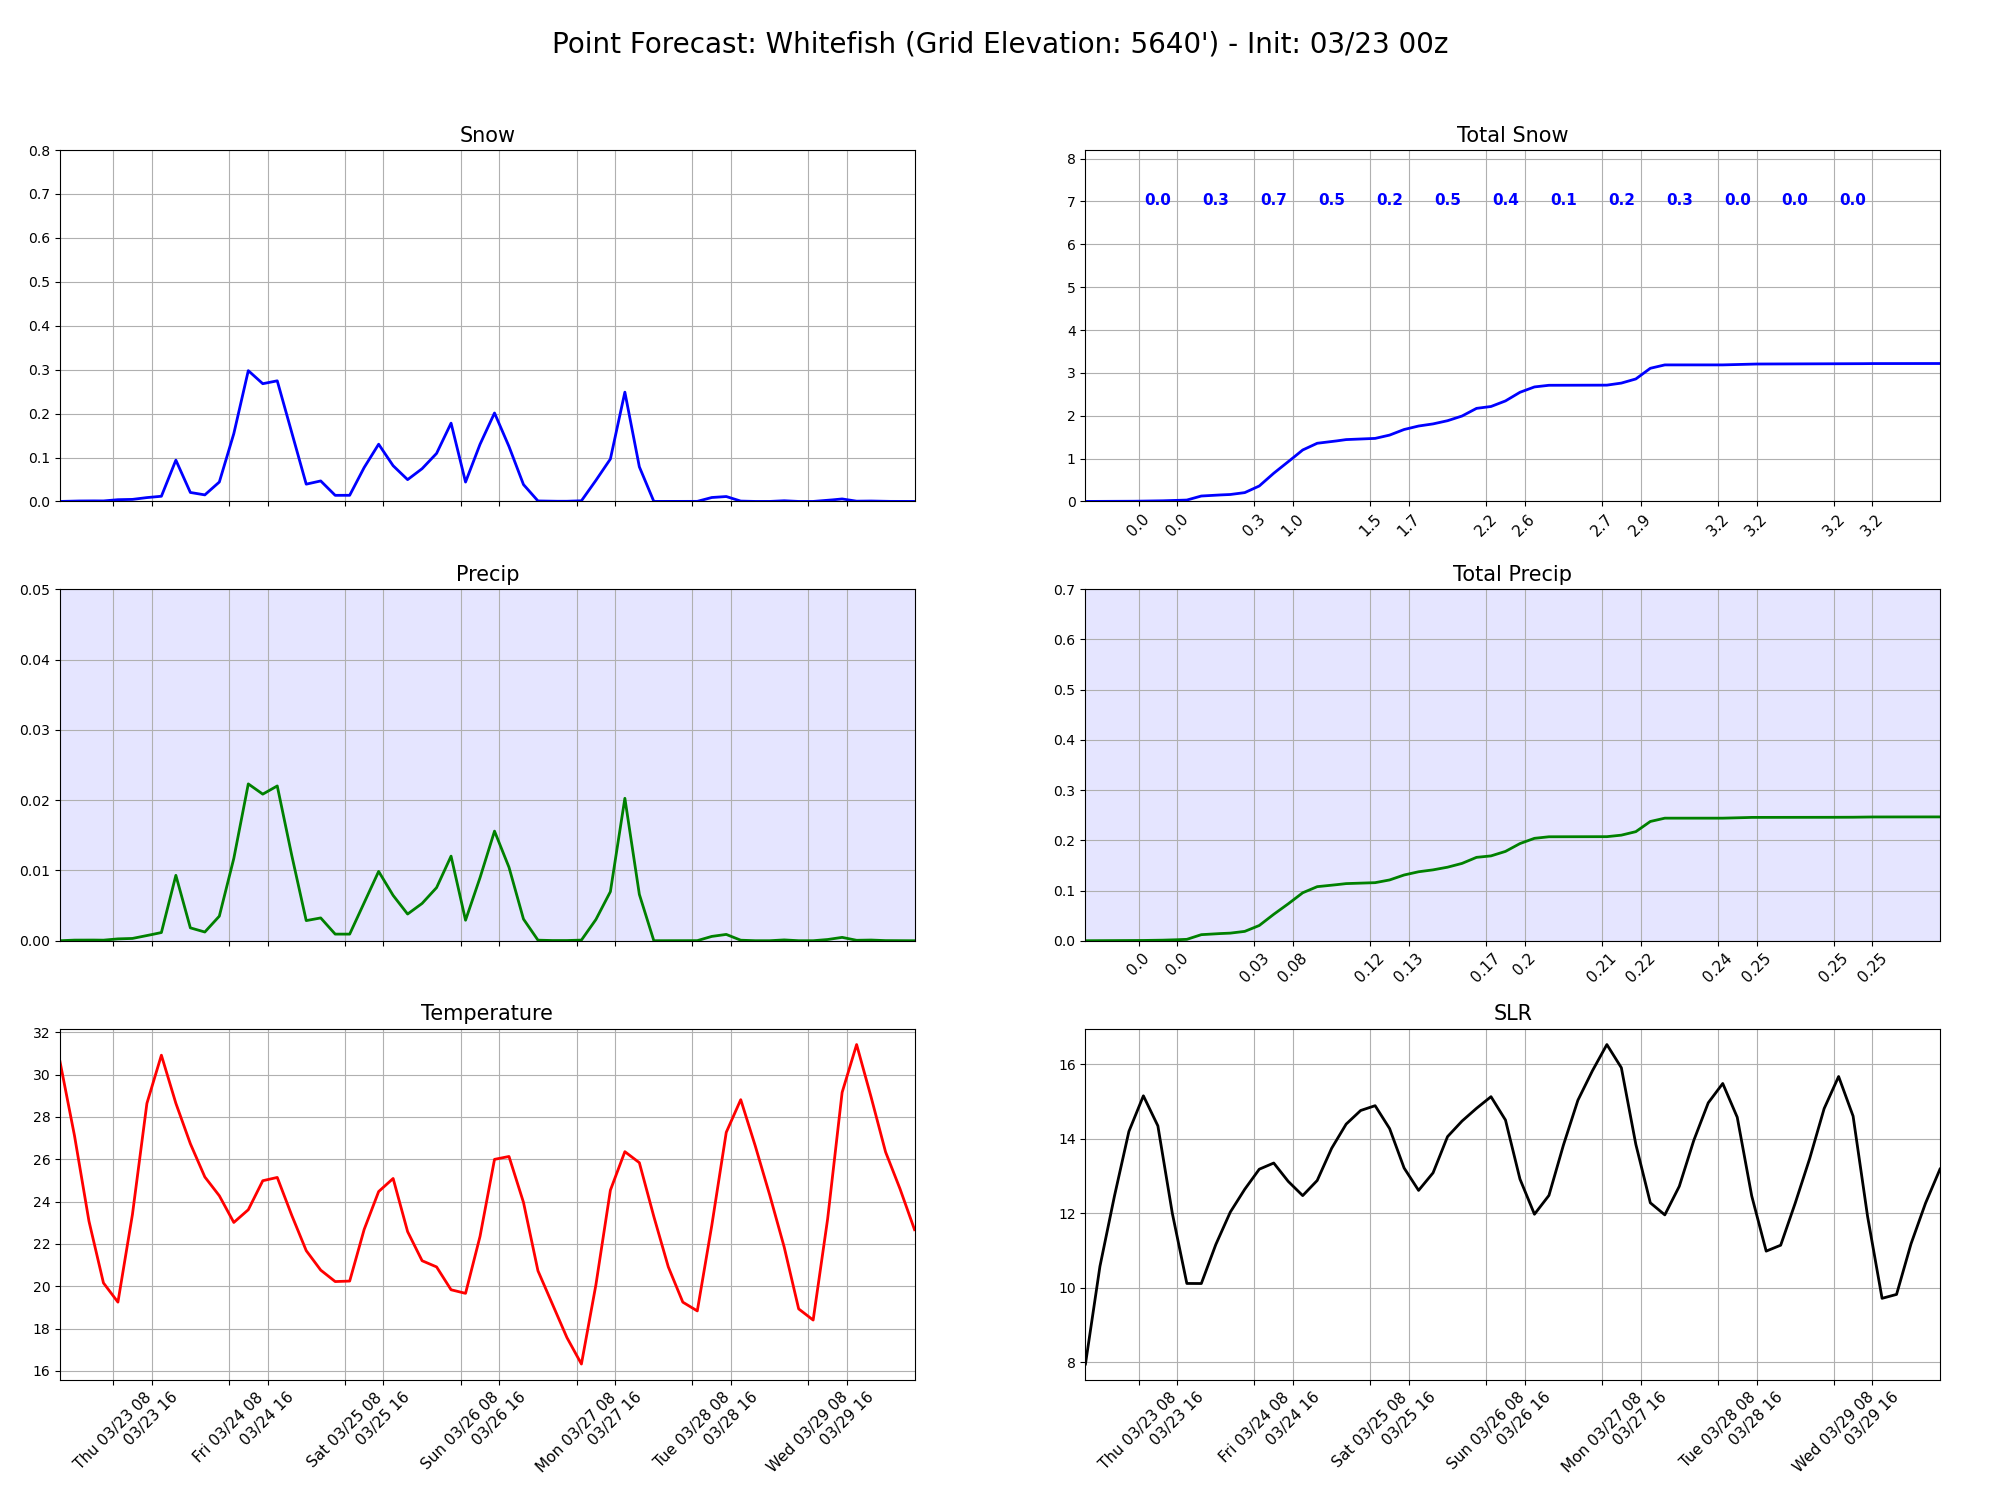 Point Forecast: Whitefish (Grid Elevation: 5640') - Init: 03/23 00z
Snow
0.8
0.7
0.6
0.5
0.4
0.3
0.2
0.1
0.0
Total Snow
8
7
6
5
4
3
2
1
0
0.0 0.3 0.7 0.5 0.2 0.5 0.4 0.1 0.2 0.3 0.0 0.0 0.0
0.0 0.0 0.3 1.0 1.5 1.7 2.2 2.6 2.7 2.9 3.2 3.2 3.2 3.2
Precip
0.05
0.04
0.03
0.02
0.01
0.00
Total Precip
0.7
0.6
0.5
0.4
0.3
0.2
0.1
0.0
0.0 0.0 0.03 0.08 0.12 0.13 0.17 0.2 0.21 0.22 0.24 0.25 0.25 0.25
Temperature
32
30
28
26
24
22
20
18
16
Thu 03/23 08
03/23 16
Fri 03/24 08
03/24 16
Sat 03/25 08
03/25 16
Sun 03/26 08
03/26 16
Mon 03/27 08
03/27 16
Tue 03/28 08
03/28 16
Wed 03/29 08
03/29 16
SLR
16
14
12
10
8
Thu 03/23 08
03/23 16
Fri 03/24 08
03/24 16
Sat 03/25 08
03/25 16
Sun 03/26 08
03/26 16
Mon 03/27 08
03/27 16
Tue 03/28 08
03/28 16
Wed 03/29 08
03/29 16